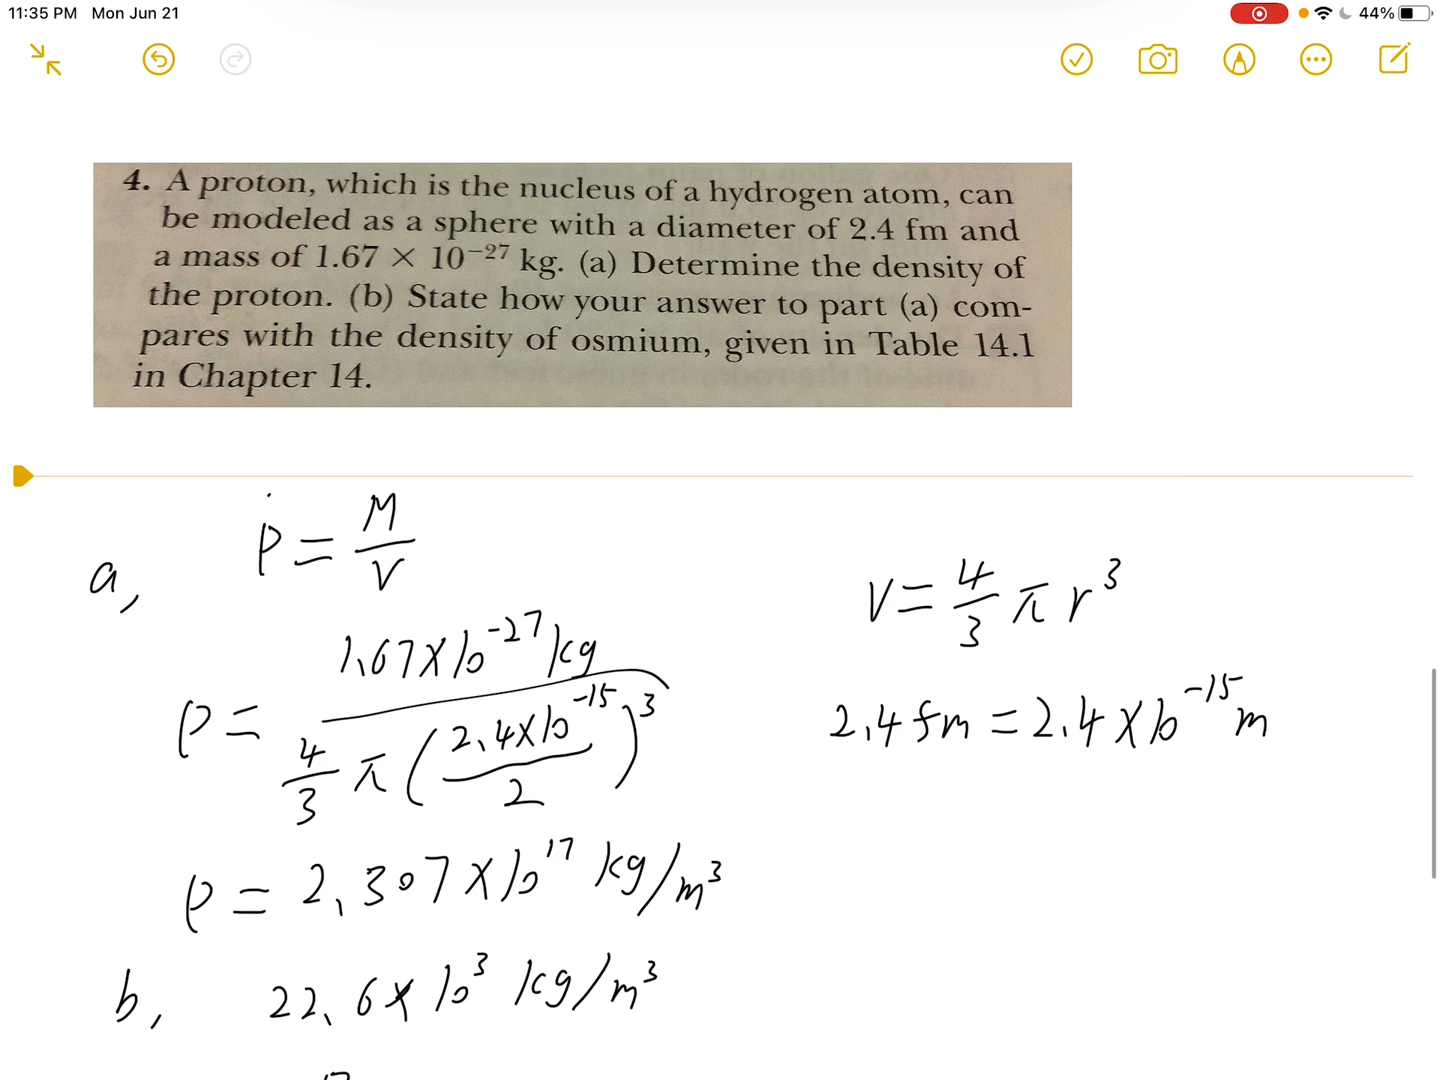 11:35 PM Mon Jun 21 44%
4. A proton, which is the nucleus of a hydrogen atom, can
be modeled as a sphere with a diameter of 2.4 fm and
a mass of 1.67 × 10⁻²⁷ kg. (a) Determine the density of
the proton. (b) State how your answer to part (a) com-
pares with the density of osmium, given in Table 14.1
in Chapter 14.
a, ρ = M/V
V = 4/3 π r³
ρ = 1.67 × 10⁻²⁷ kg / (4/3 π (2.4 × 10⁻¹⁵ / 2)³)
2.4 fm = 2.4 × 10⁻¹⁵ m
ρ = 2.307 × 10¹⁷ kg/m³
b, 22.6 × 10³ kg/m³